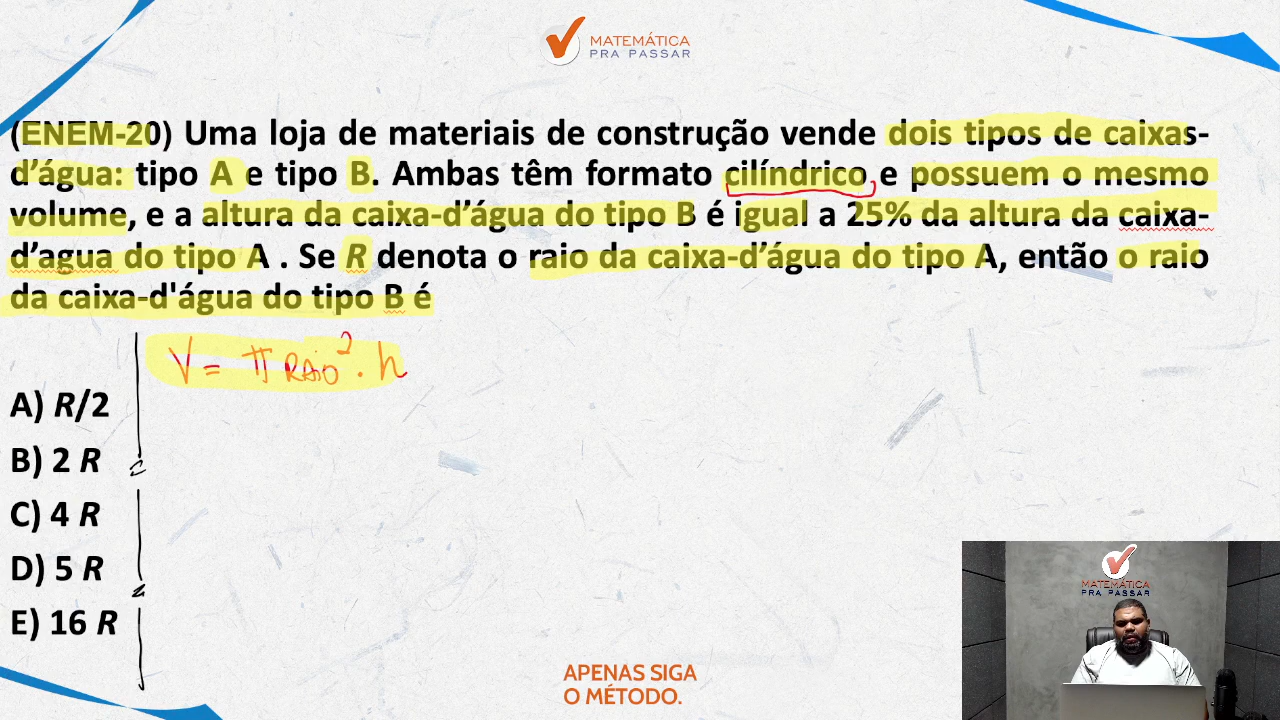 MATEMÁTICA
PRA PASSAR
(ENEM-20) Uma loja de materiais de construção vende dois tipos de caixas-
d’água: tipo A e tipo B. Ambas têm formato cilíndrico e possuem o mesmo
volume, e a altura da caixa-d’água do tipo B é igual a 25% da altura da caixa-
d’agua do tipo A . Se R denota o raio da caixa-d’água do tipo A, então o raio
da caixa-d'água do tipo B é
V = π RAIO² . h
A) R/2
B) 2 R
C) 4 R
D) 5 R
E) 16 R
MATEMÁTICA
PRA PASSAR
APENAS SIGA
O MÉTODO.